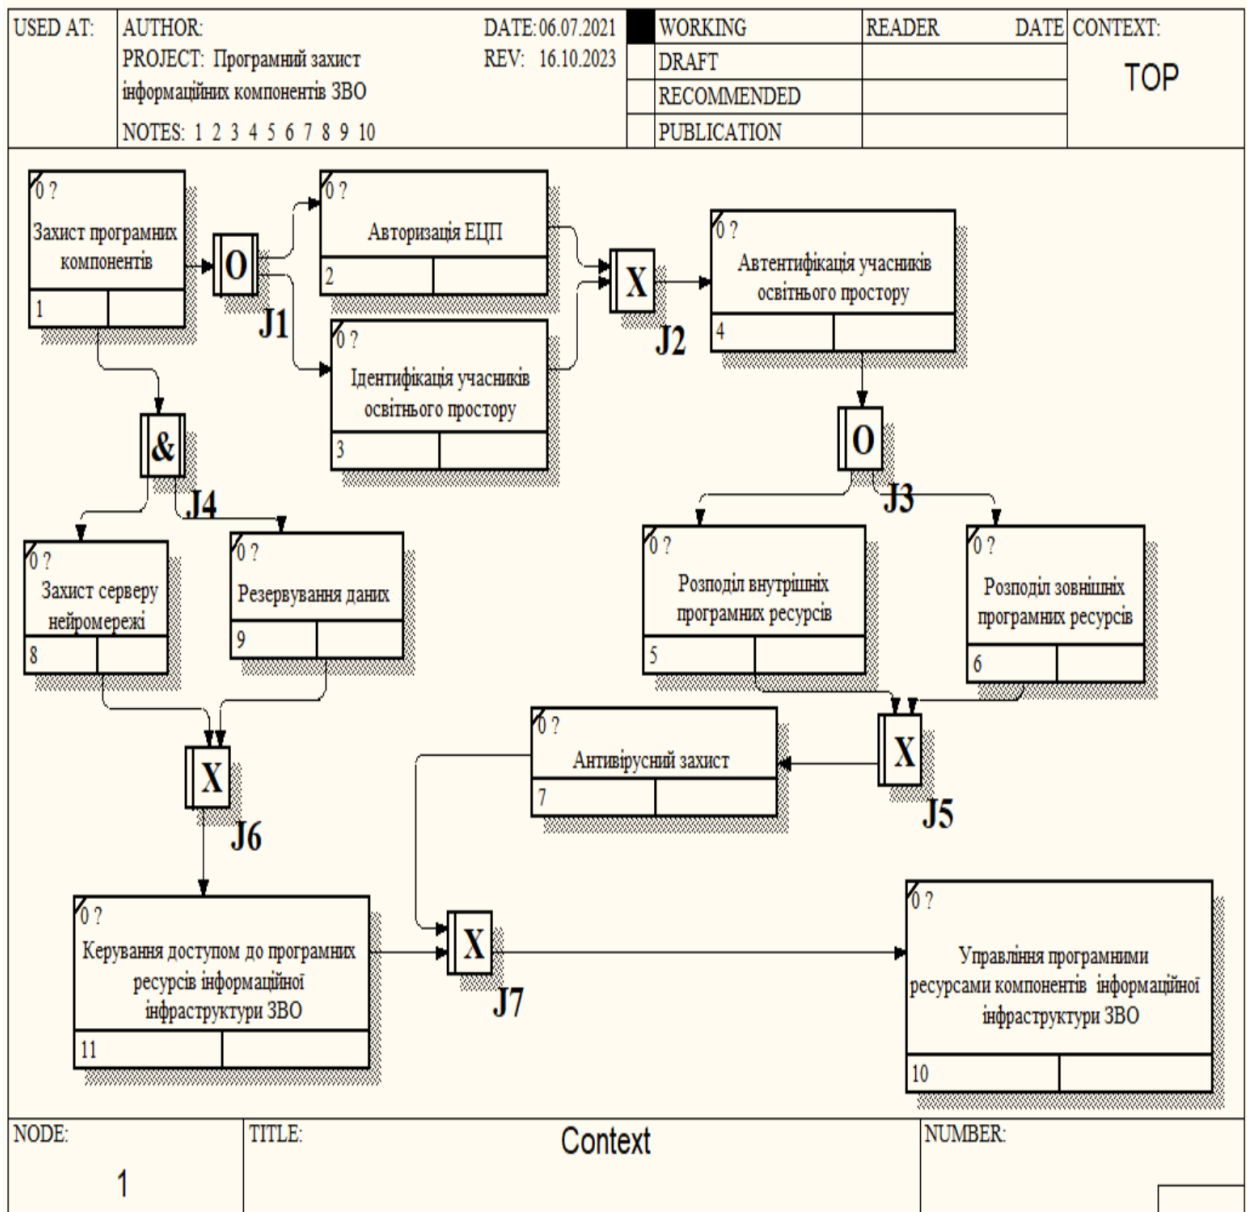 USED AT:
AUTHOR:
DATE: 06.07.2021
PROJECT: Програмний захист
інформаційних компонентів ЗВО
REV: 16.10.2023
NOTES: 1 2 3 4 5 6 7 8 9 10
WORKING
DRAFT
RECOMMENDED
PUBLICATION
READER
DATE
CONTEXT:
TOP
0 ?
Захист програмних
компонентів
1
O
J1
0 ?
Авторизація ЕЦП
2
0 ?
Ідентифікація учасників
освітнього простору
3
X
J2
0 ?
Автентифікація учасників
освітнього простору
4
&
J4
O
J3
0 ?
Захист серверу
нейромережі
8
0 ?
Резервування даних
9
0 ?
Розподіл внутрішніх
програмних ресурсів
5
0 ?
Розподіл зовнішніх
програмних ресурсів
6
X
J6
0 ?
Антивірусний захист
7
X
J5
0 ?
Керування доступом до програмних
ресурсів інформаційної
інфраструктури ЗВО
11
X
J7
0 ?
Управління програмними
ресурсами компонентів інформаційної
інфраструктури ЗВО
10
NODE:
1
TITLE:
Context
NUMBER: